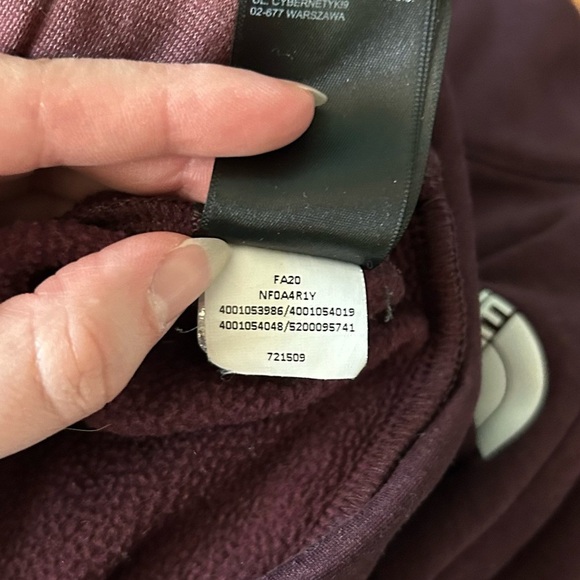 UL. CYBERNETYKI9
02-677 WARSZAWA
FA20
NF0A4R1Y
4001053986/4001054019
4001054048/5200095741
721509